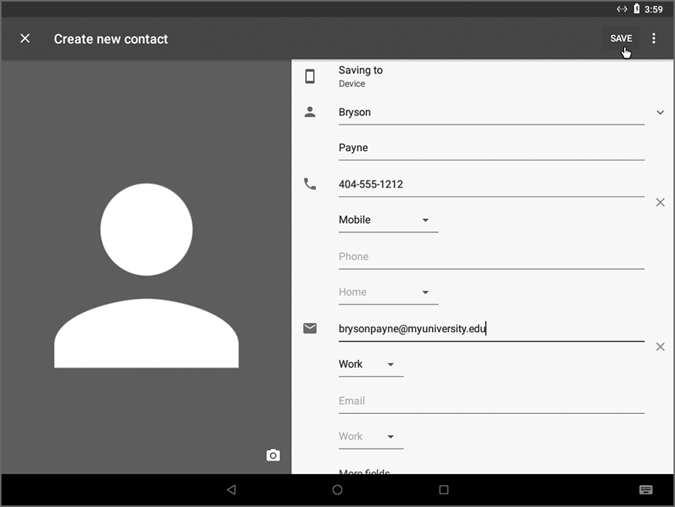 3:59
Create new contact
SAVE
Saving to
Device
Bryson
Payne
404-555-1212
Mobile
Phone
Home
brysonpayne@myuniversity.edu
Work
Email
Work
More fields